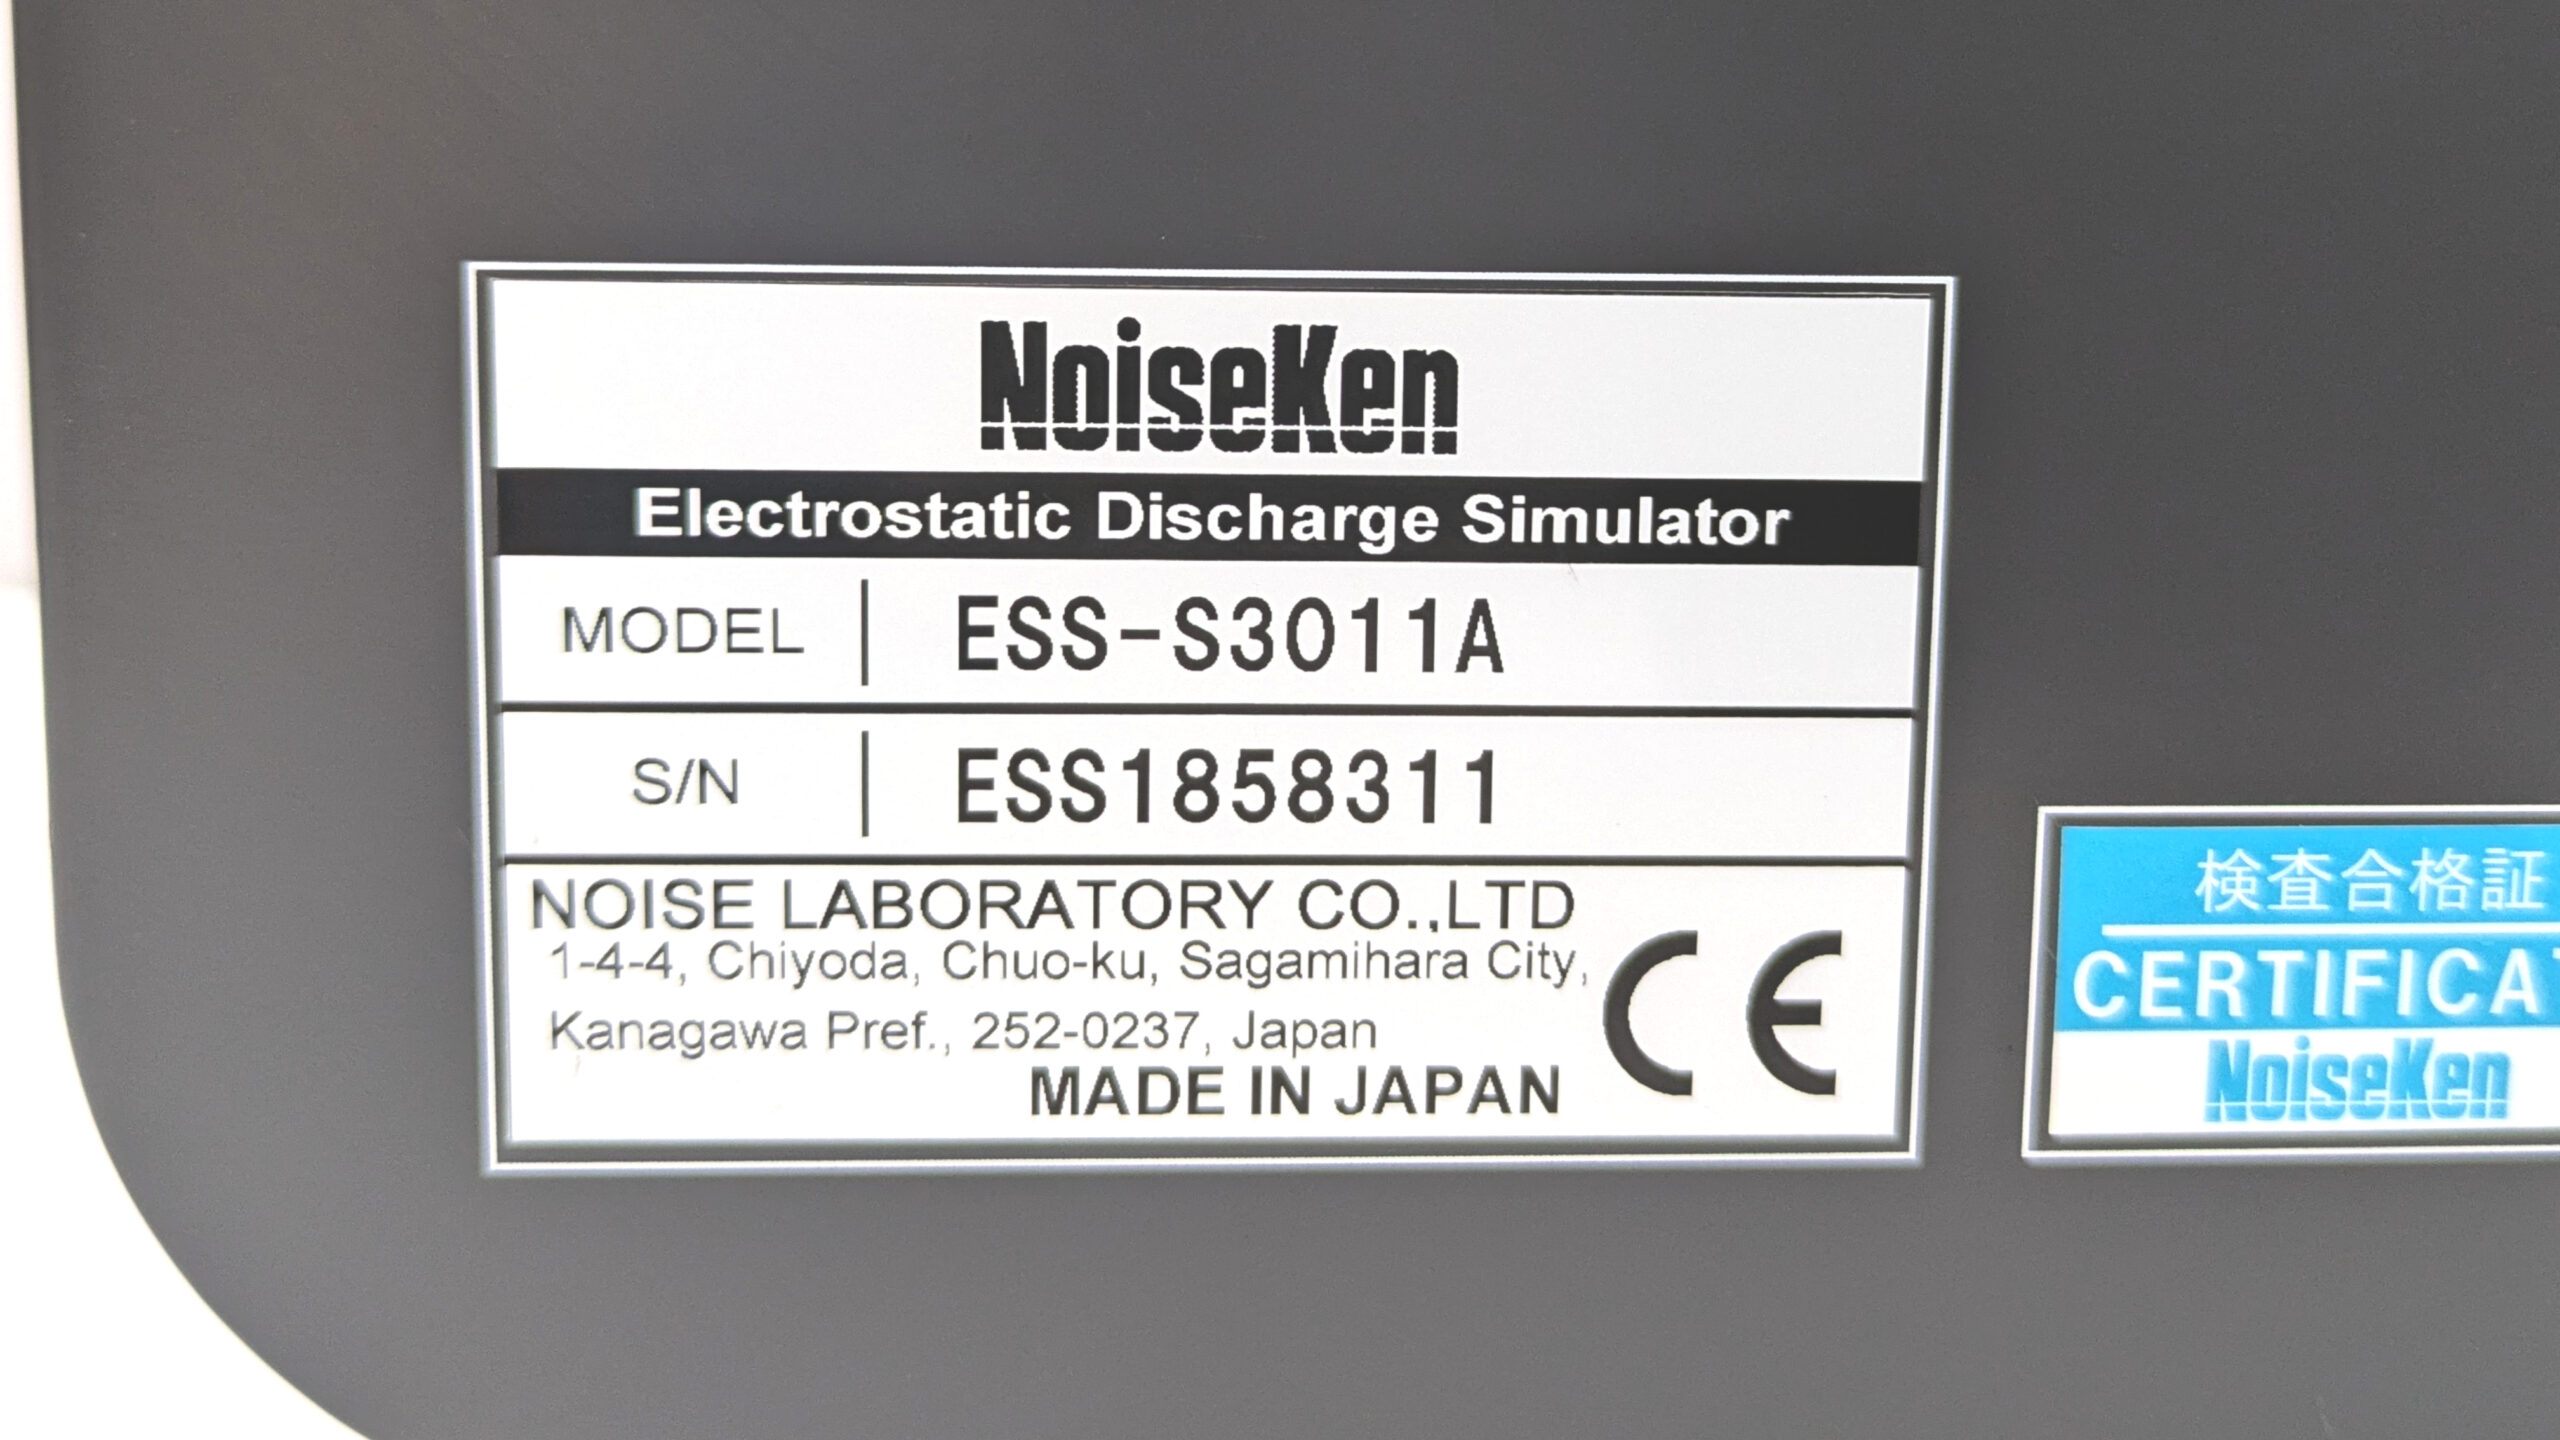 NoiseKen
Electrostatic Discharge Simulator
MODEL ESS-S3011A
S/N ESS1858311
NOISE LABORATORY CO.,LTD
1-4-4, Chiyoda, Chuo-ku, Sagamihara City,
Kanagawa Pref., 252-0237, Japan
MADE IN JAPAN
CE
検査合格証
CERTIFICA
NoiseKen